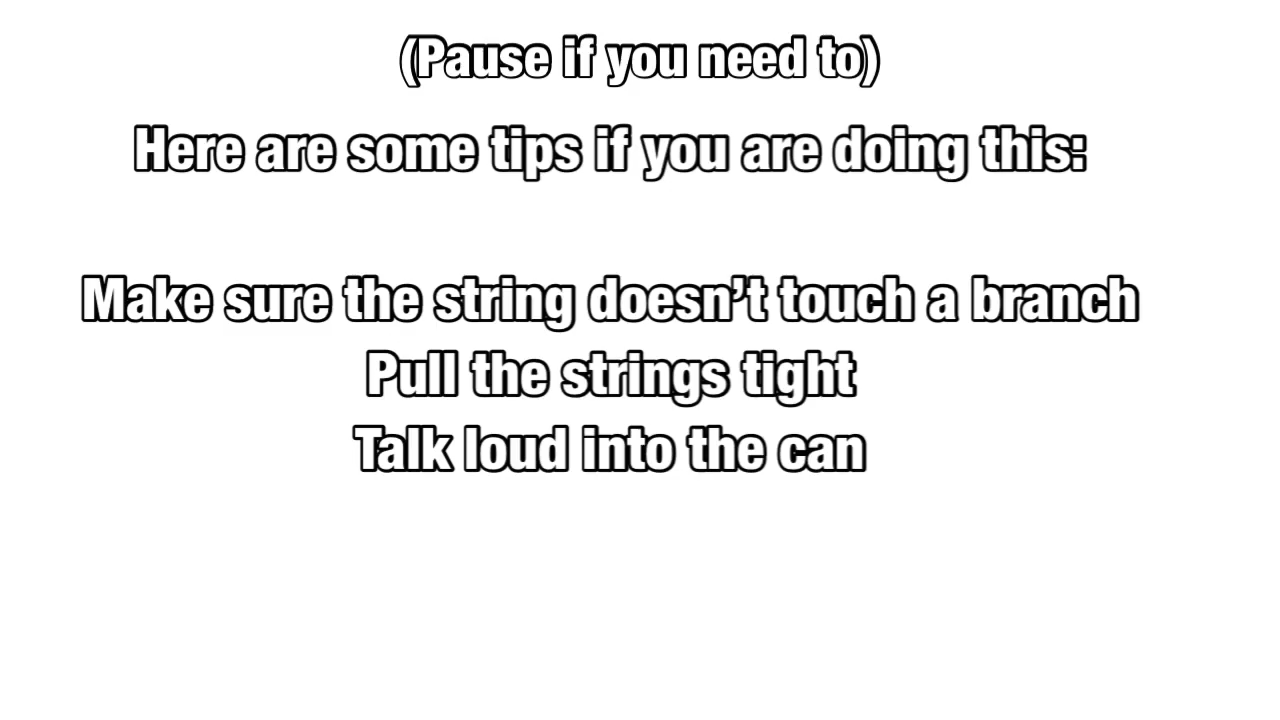 (Pause if you need to)
Here are some tips if you are doing this:
Make sure the string doesn’t touch a branch
Pull the strings tight
Talk loud into the can